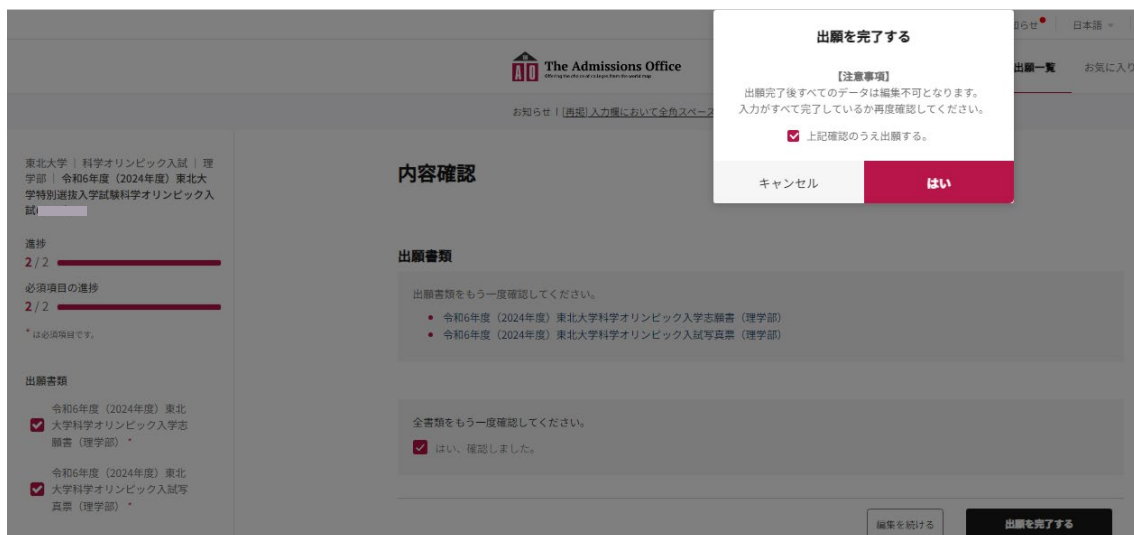 らせ
日本語
The Admissions Office
出願一覧
お気に入り
お知らせ！[再掲] 入力欄において全角スペース
出願を完了する
【注意事項】
出願完了後すべてのデータは編集不可となります。
入力がすべて完了しているか再度確認してください。
上記確認のうえ出願する。
キャンセル
はい
東北大学 | 科学オリンピック入試 | 理
学部 | 令和6年度（2024年度）東北大
学特別選抜入学試験科学オリンピック入
試
進捗
2 / 2
必須項目の進捗
2 / 2
* は必須項目です。
出願書類
令和6年度（2024年度）東北
大学科学オリンピック入学志
願書（理学部） *
令和6年度（2024年度）東北
大学科学オリンピック入試写
真票（理学部） *
内容確認
出願書類
出願書類をもう一度確認してください。
令和6年度（2024年度）東北大学科学オリンピック入学志願書（理学部）
令和6年度（2024年度）東北大学科学オリンピック入試写真票（理学部）
全書類をもう一度確認してください。
はい、確認しました。
編集を続ける
出願を完了する